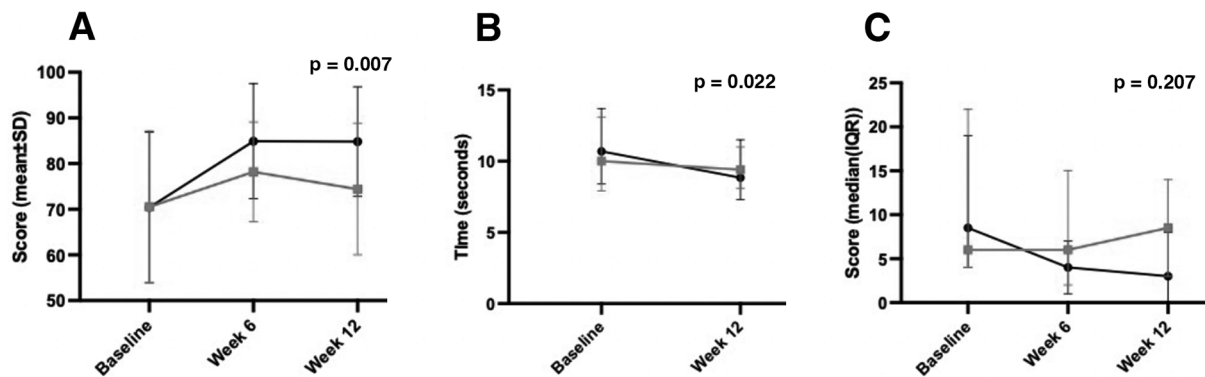 A
p = 0.007
Score (mean±SD)
100
90
80
70
60
50
Baseline
Week 6
Week 12
B
p = 0.022
TIme (seconds)
15
10
5
0
Baseline
Week 12
C
p = 0.207
Score (median(IQR))
25
20
15
10
5
0
Baseline
Week 6
Week 12